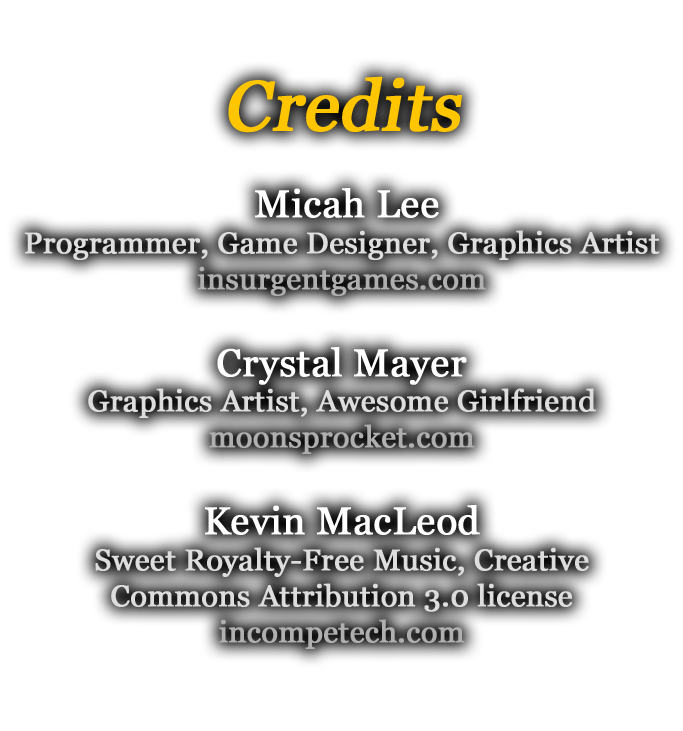 Credits
Micah Lee
Programmer, Game Designer, Graphics Artist
insurgentgames.com
Crystal Mayer
Graphics Artist, Awesome Girlfriend
moonsprocket.com
Kevin MacLeod
Sweet Royalty-Free Music, Creative
Commons Attribution 3.0 license
incompetech.com